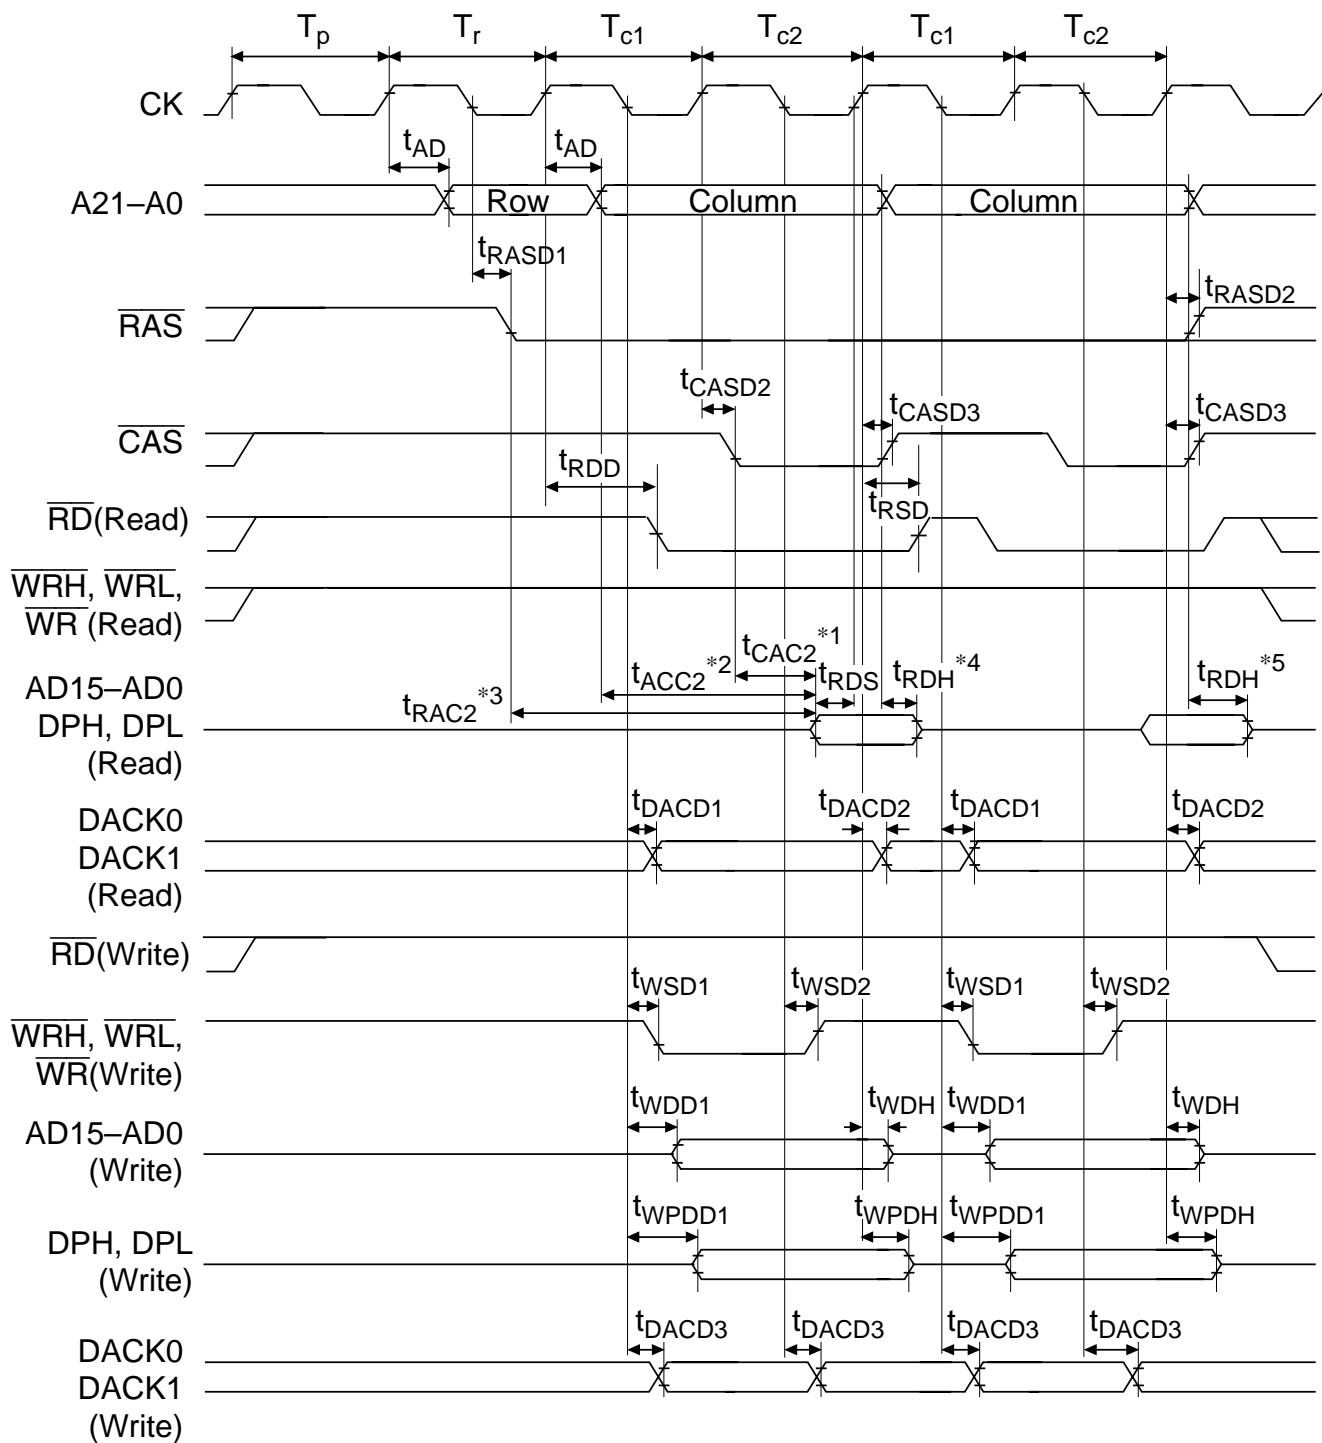 Tp Tr Tc1 Tc2 Tc1 Tc2
CK
tAD tAD
A21–A0 Row Column Column
tRASD1
tRASD2
RAS
tCASD2 tCASD3 tCASD3
CAS
tRDD tRSD
RD(Read)
WRH, WRL,
WR (Read)
tCAC2*1
tACC2*2 tRDS tRDH*4 tRDH*5
tRAC2*3
AD15–AD0
DPH, DPL
(Read)
tDACD1 tDACD2 tDACD1 tDACD2
DACK0
DACK1
(Read)
RD(Write)
tWSD1 tWSD2 tWSD1 tWSD2
WRH, WRL,
WR(Write)
tWDD1 tWDH tWDD1 tWDH
AD15–AD0
(Write)
tWPDD1 tWPDH tWPDD1 tWPDH
DPH, DPL
(Write)
tDACD3 tDACD3 tDACD3 tDACD3
DACK0
DACK1
(Write)